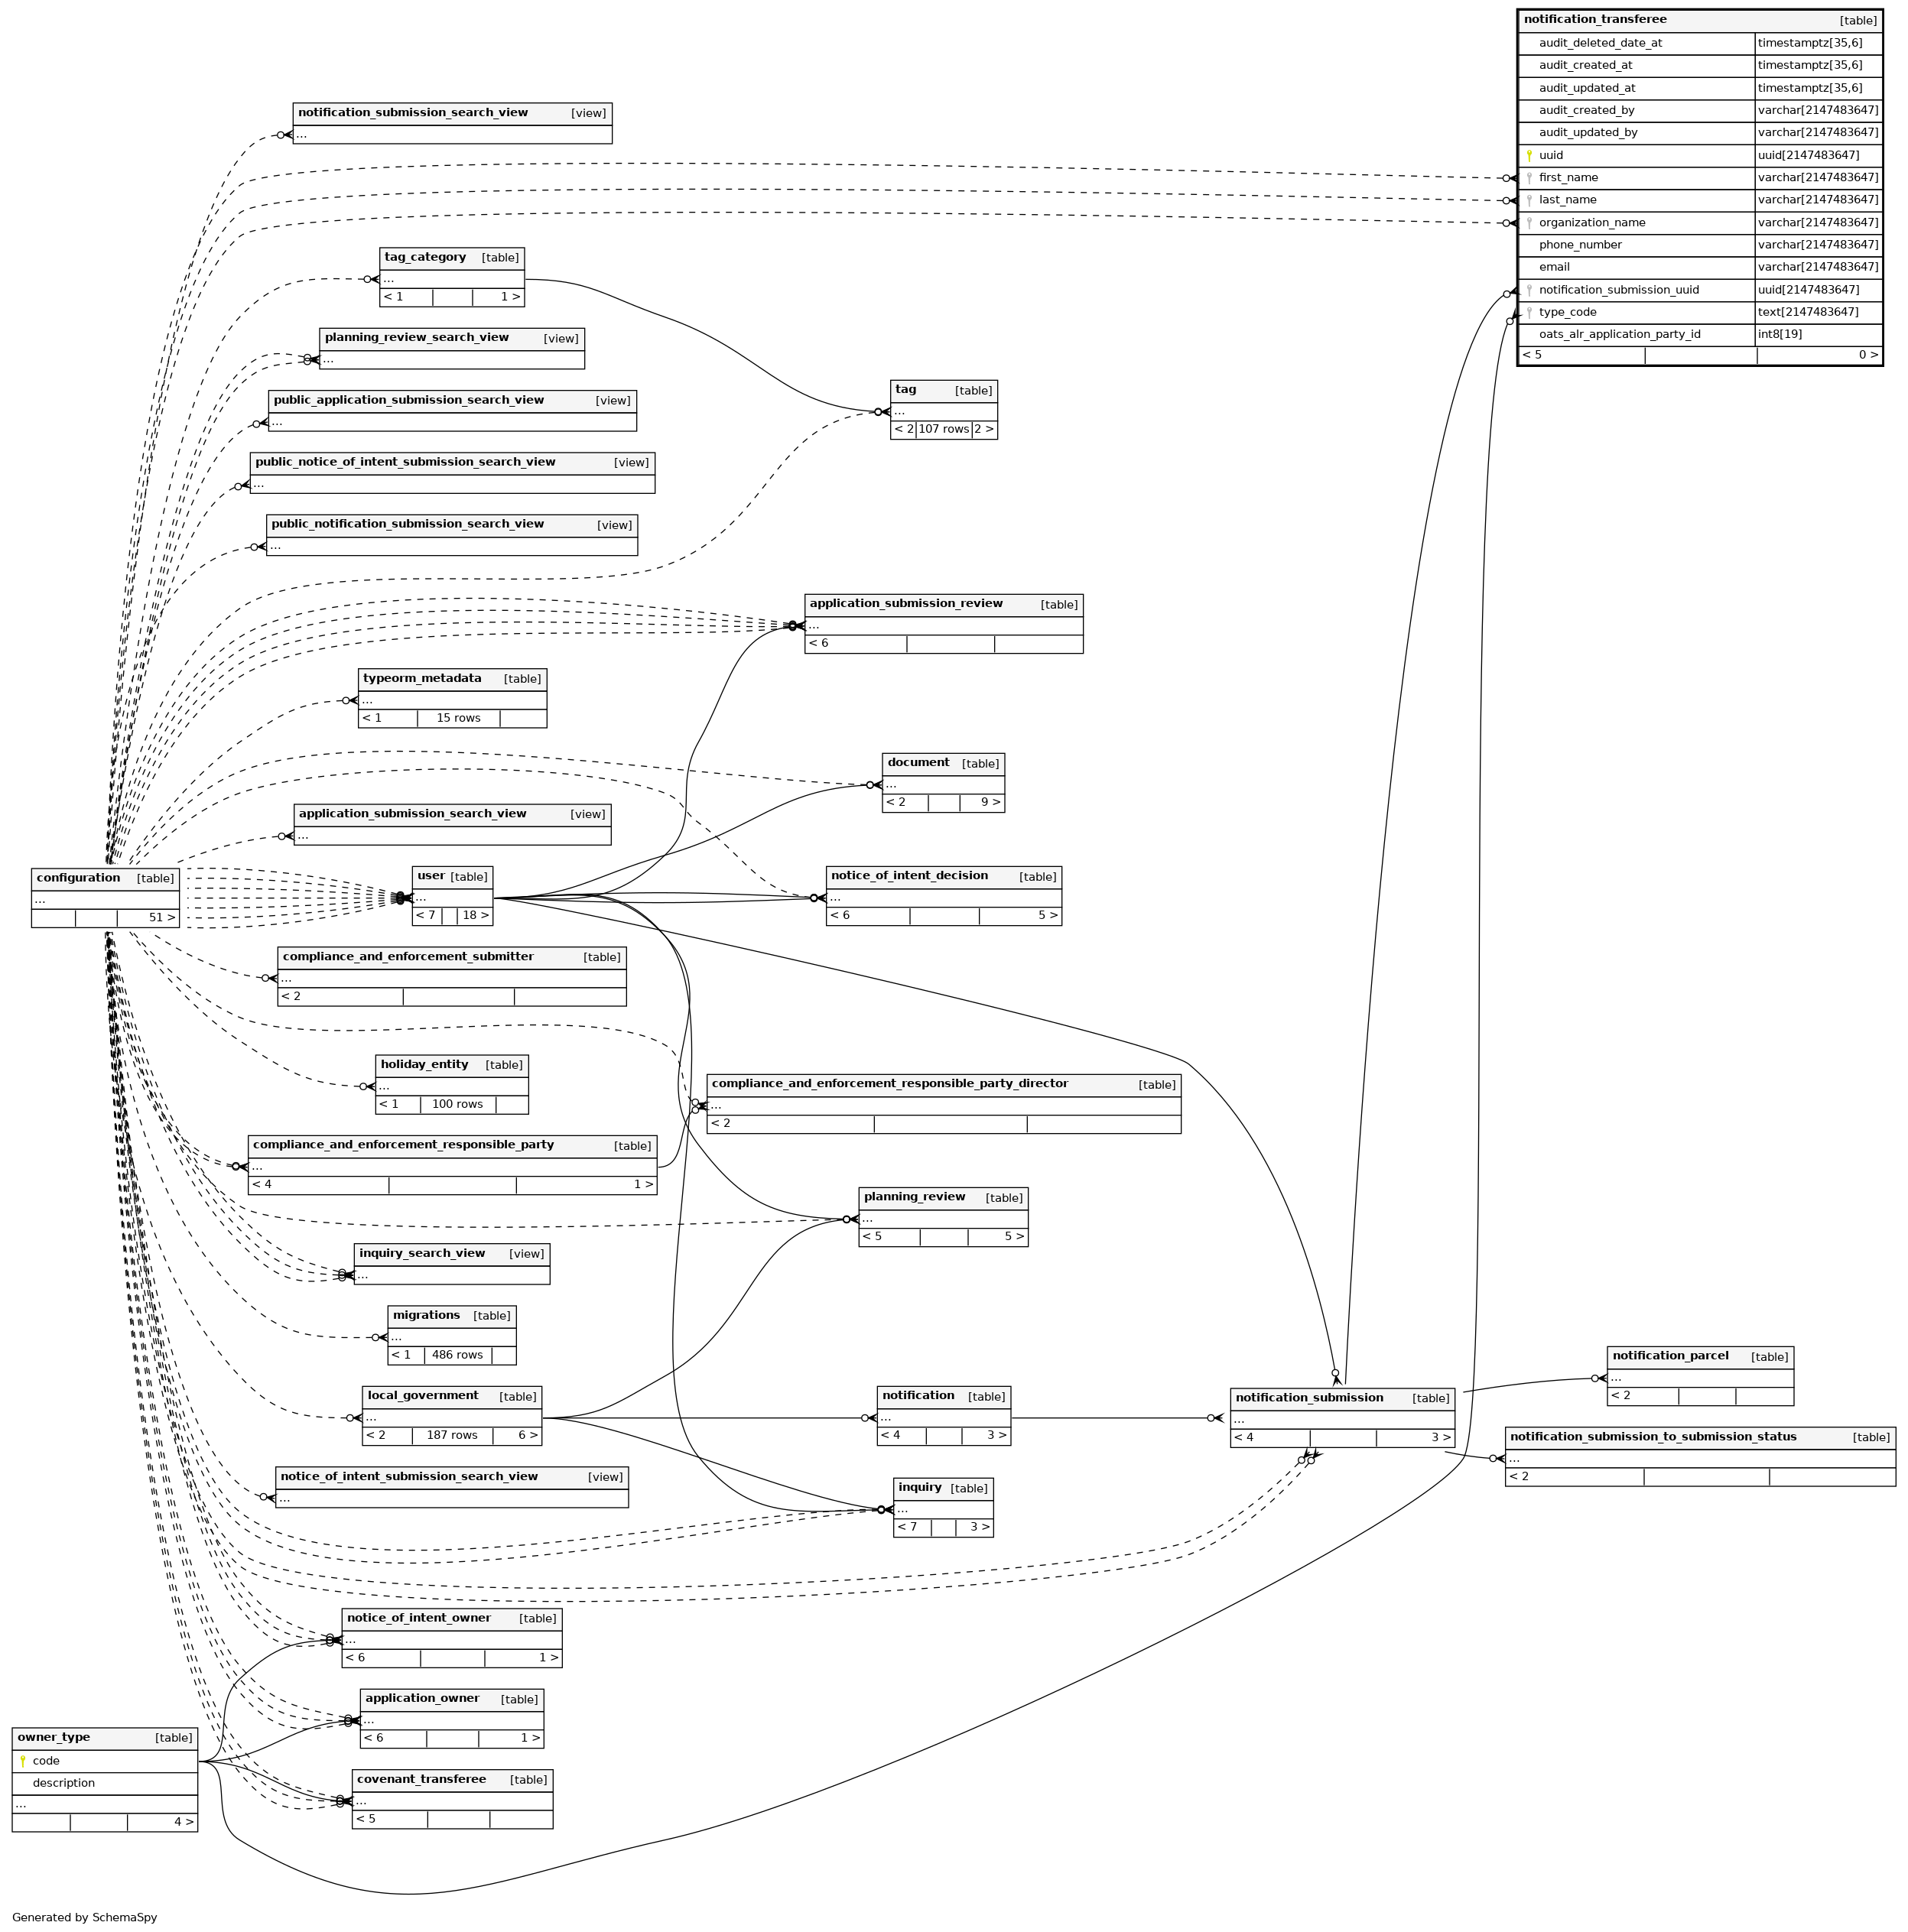 notification_transferee [table]
audit_deleted_date_at timestamptz[35,6]
audit_created_at timestamptz[35,6]
audit_updated_at timestamptz[35,6]
audit_created_by varchar[2147483647]
audit_updated_by varchar[2147483647]
uuid uuid[2147483647]
first_name varchar[2147483647]
last_name varchar[2147483647]
organization_name varchar[2147483647]
phone_number varchar[2147483647]
email varchar[2147483647]
notification_submission_uuid uuid[2147483647]
type_code text[2147483647]
oats_alr_application_party_id int8[19]
< 5 0 >
notification_submission_search_view [view]
...
tag_category [table]
...
< 1 1 >
planning_review_search_view [view]
...
public_application_submission_search_view [view]
...
tag [table]
...
< 2 107 rows 2 >
public_notice_of_intent_submission_search_view [view]
...
public_notification_submission_search_view [view]
...
application_submission_review [table]
...
< 6
typeorm_metadata [table]
...
< 1 15 rows
document [table]
...
< 2 9 >
application_submission_search_view [view]
...
configuration [table]
...
51 >
user [table]
...
< 7 18 >
notice_of_intent_decision [table]
...
< 6 5 >
compliance_and_enforcement_submitter [table]
...
< 2
holiday_entity [table]
...
< 1 100 rows
compliance_and_enforcement_responsible_party_director [table]
...
< 2
compliance_and_enforcement_responsible_party [table]
...
< 4 1 >
planning_review [table]
...
< 5 5 >
inquiry_search_view [view]
...
migrations [table]
...
< 1 486 rows
local_government [table]
...
< 2 187 rows 6 >
notification [table]
...
< 4 3 >
notification_submission [table]
...
< 4 3 >
notification_parcel [table]
...
< 2
notification_submission_to_submission_status [table]
...
< 2
notice_of_intent_submission_search_view [view]
...
inquiry [table]
...
< 7 3 >
notice_of_intent_owner [table]
...
< 6 1 >
application_owner [table]
...
< 6 1 >
owner_type [table]
code
description
...
4 >
covenant_transferee [table]
...
< 5
Generated by SchemaSpy